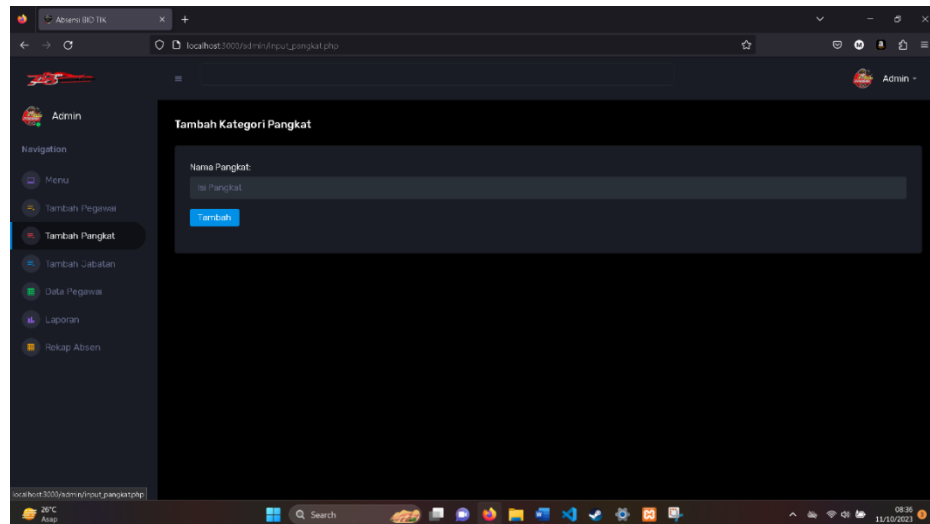 Absensi BID TIK
localhost:3000/admin/input_pangkat.php
Admin
Admin
Tambah Kategori Pangkat
Navigation
Nama Pangkat:
Isi Pangkat
Menu
Tambah
Tambah Pegawai
Tambah Pangkat
Tambah Jabatan
Data Pegawai
Laporan
Rekap Absen
localhost:3000/admin/input_pangkat.php
26°C
Asap
Search
08:36
11/10/2023